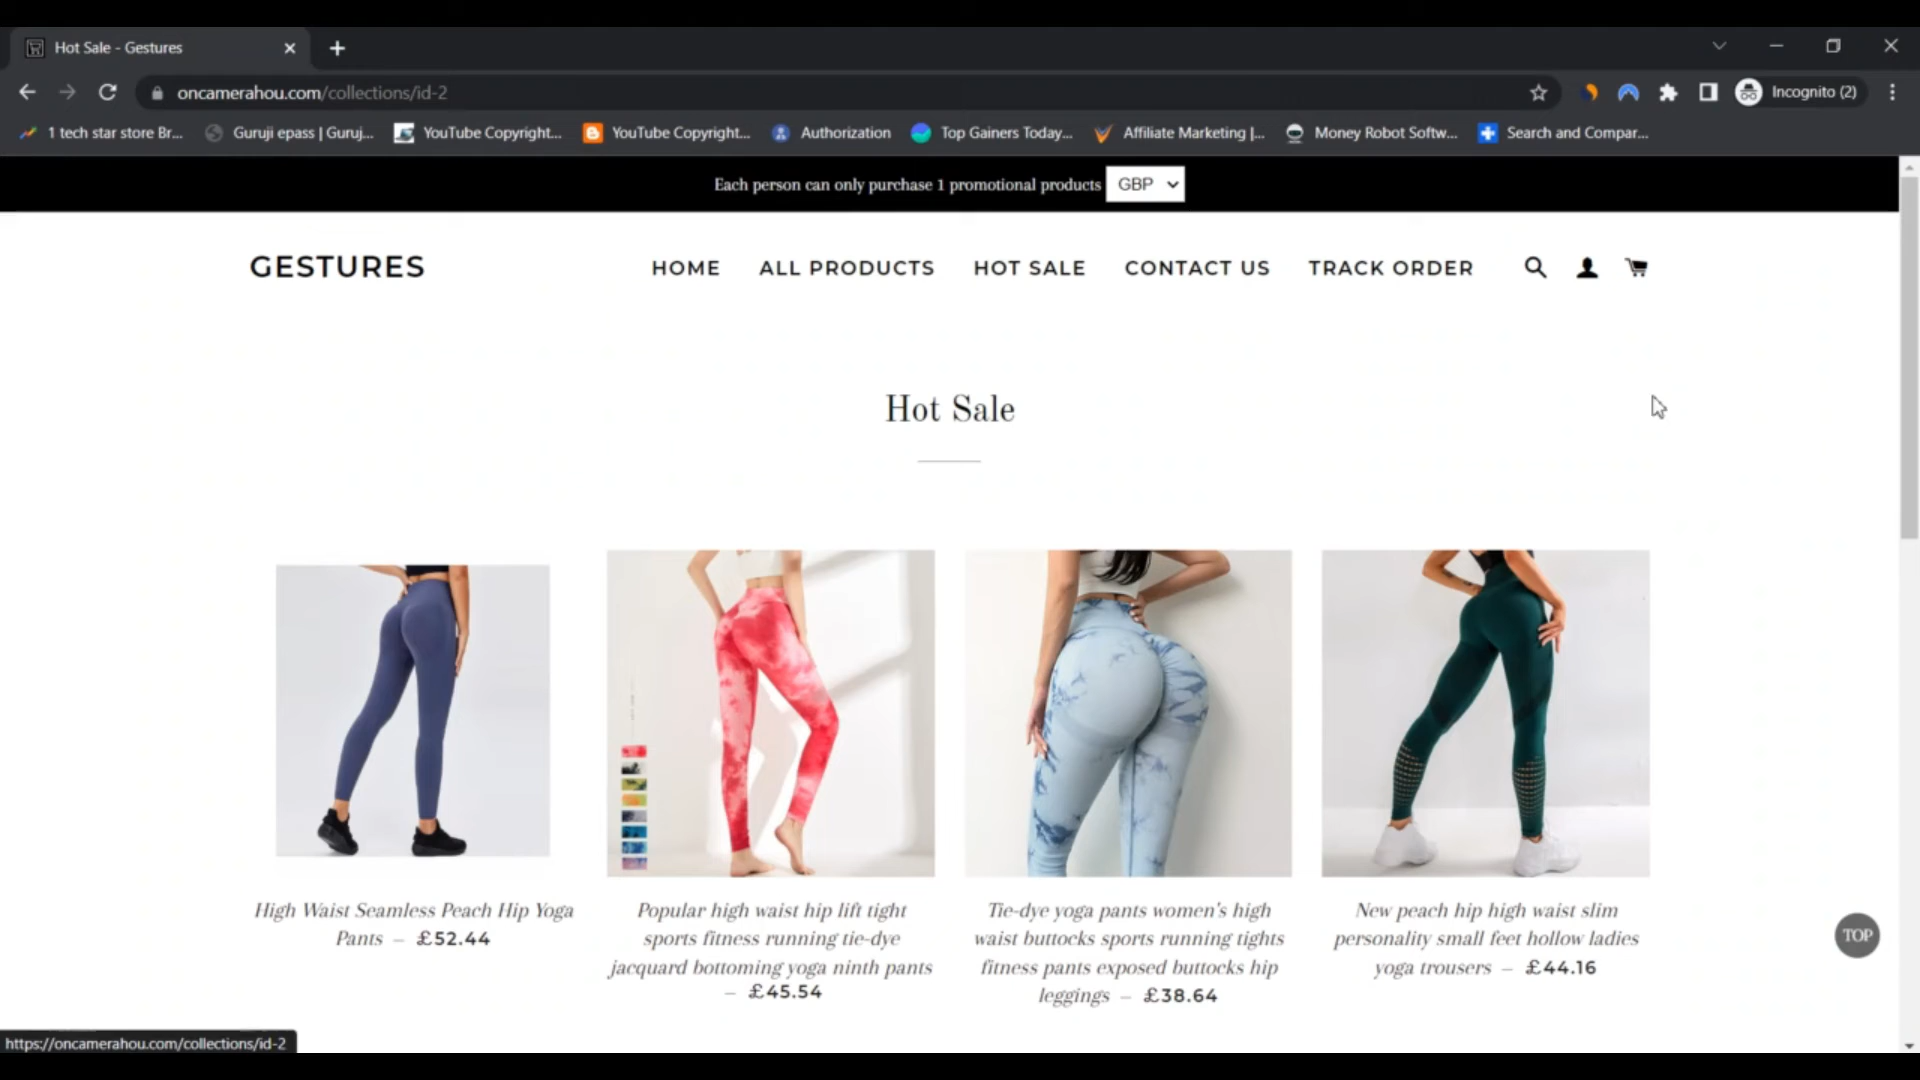 Hot Sale - Gestures
oncamerahou.com/collections/id-2
Incognito (2)
1 tech star store Br...
Guruji epass | Guruj...
YouTube Copyright...
YouTube Copyright...
Authorization
Top Gainers Today...
Affiliate Marketing |...
Money Robot Softw...
Search and Compar...
Each person can only purchase 1 promotional products
GBP
GESTURES
HOME
ALL PRODUCTS
HOT SALE
CONTACT US
TRACK ORDER
Hot Sale
High Waist Seamless Peach Hip Yoga
Pants – £52.44
Popular high waist hip lift tight
sports fitness running tie-dye
jacquard bottoming yoga ninth pants
– £45.54
Tie-dye yoga pants women's high
waist buttocks sports running tights
fitness pants exposed buttocks hip
leggings – £38.64
New peach hip high waist slim
personality small feet hollow ladies
yoga trousers – £44.16
TOP
https://oncamerahou.com/collections/id-2